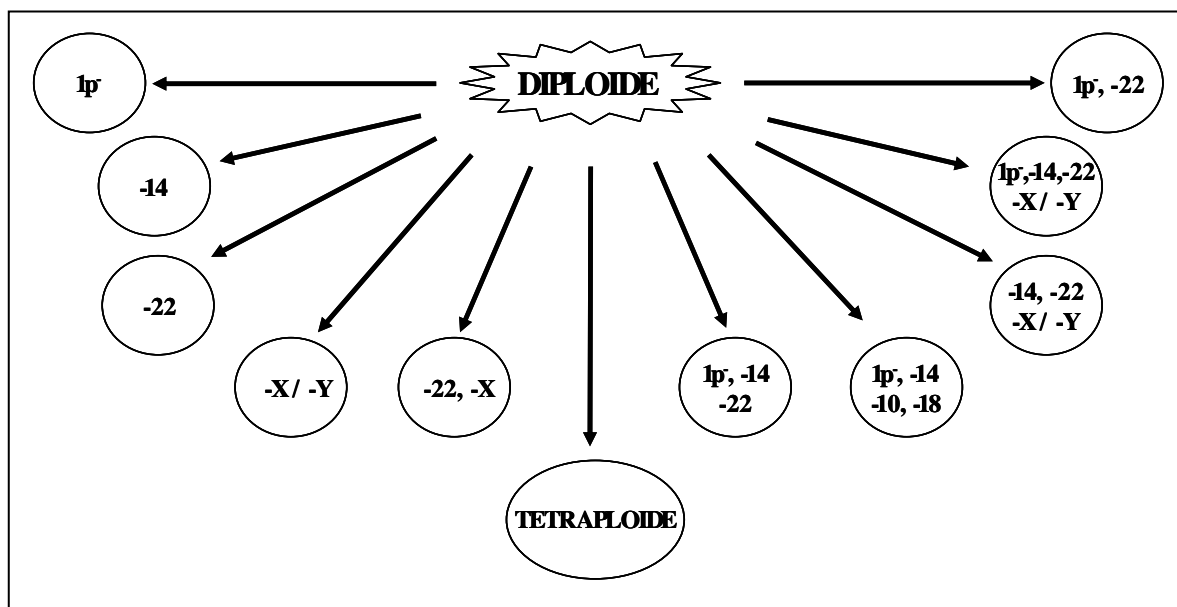 DIPLOIDE
1p⁻
1p⁻, -22
-14
1p⁻,-14,-22
-X / -Y
-22
-14, -22
-X / -Y
-X / -Y
-22, -X
1p⁻, -14
-22
1p⁻, -14
-10, -18
TETRAPLOIDE